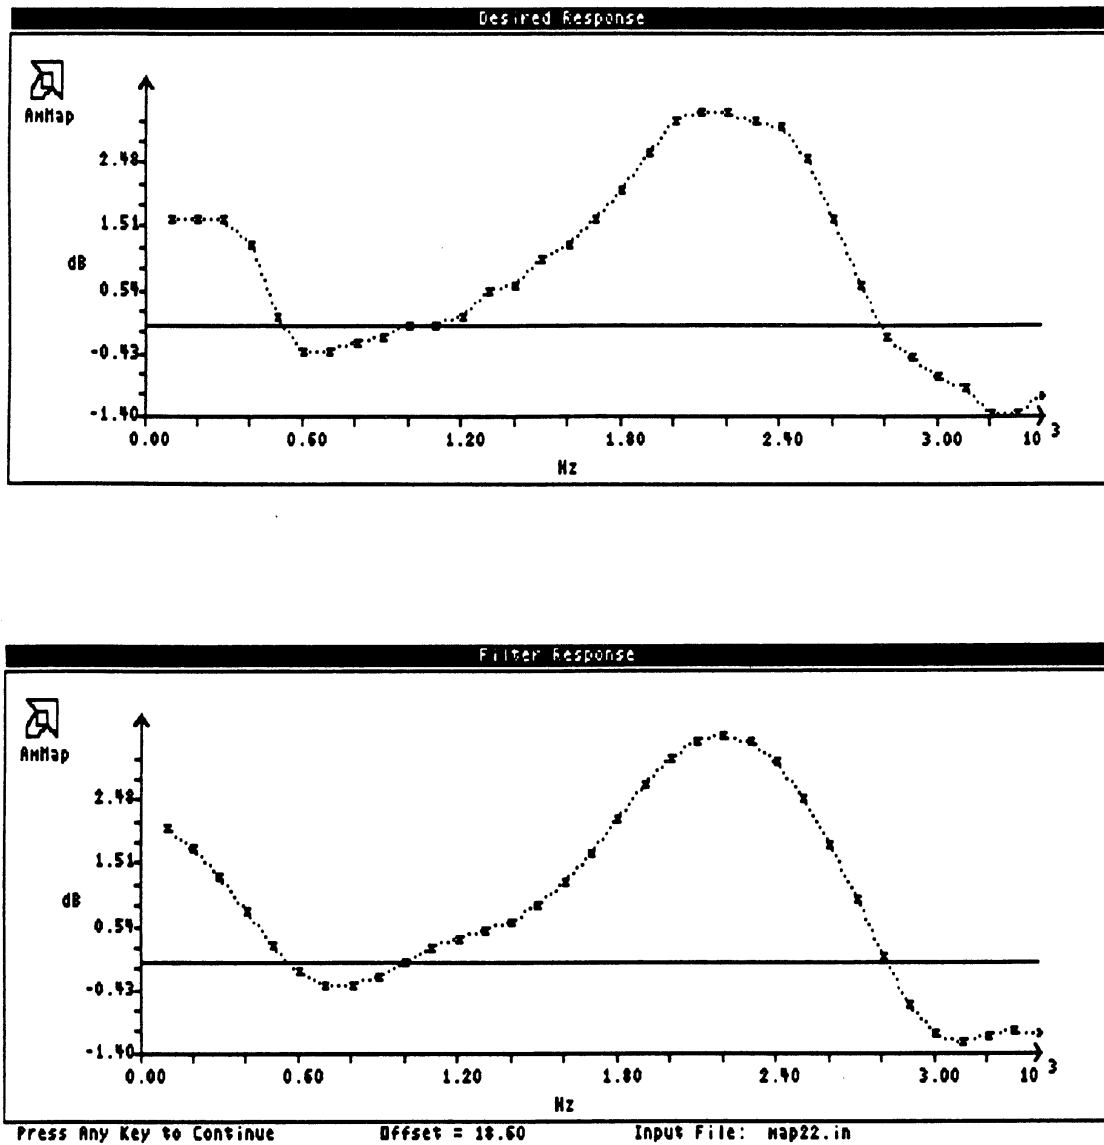 Desired Response
AmMap
2.48
1.51
dB
0.54
-0.43
-1.40
0.00 0.60 1.20 1.80 2.40 3.00 10 3
Hz
Filter Response
AmMap
2.48
1.51
dB
0.54
-0.43
-1.40
0.00 0.60 1.20 1.80 2.40 3.00 10 3
Hz
Press Any Key to Continue Offset = 18.60 Input File: map22.in